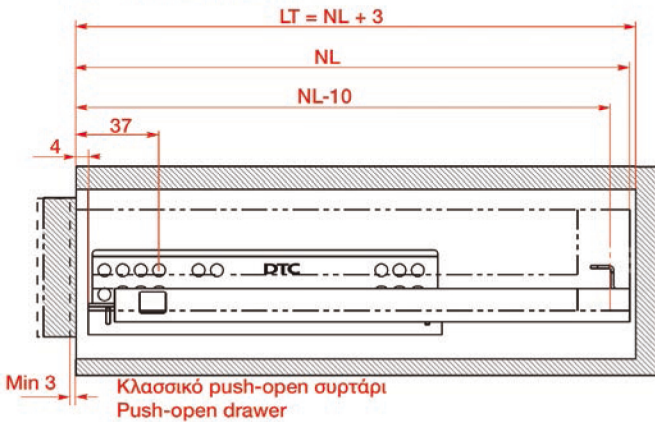 LT = NL + 3
NL
NL-10
37
4
DTC
Min 3
Κλασσικό push-open συρτάρι
Push-open drawer